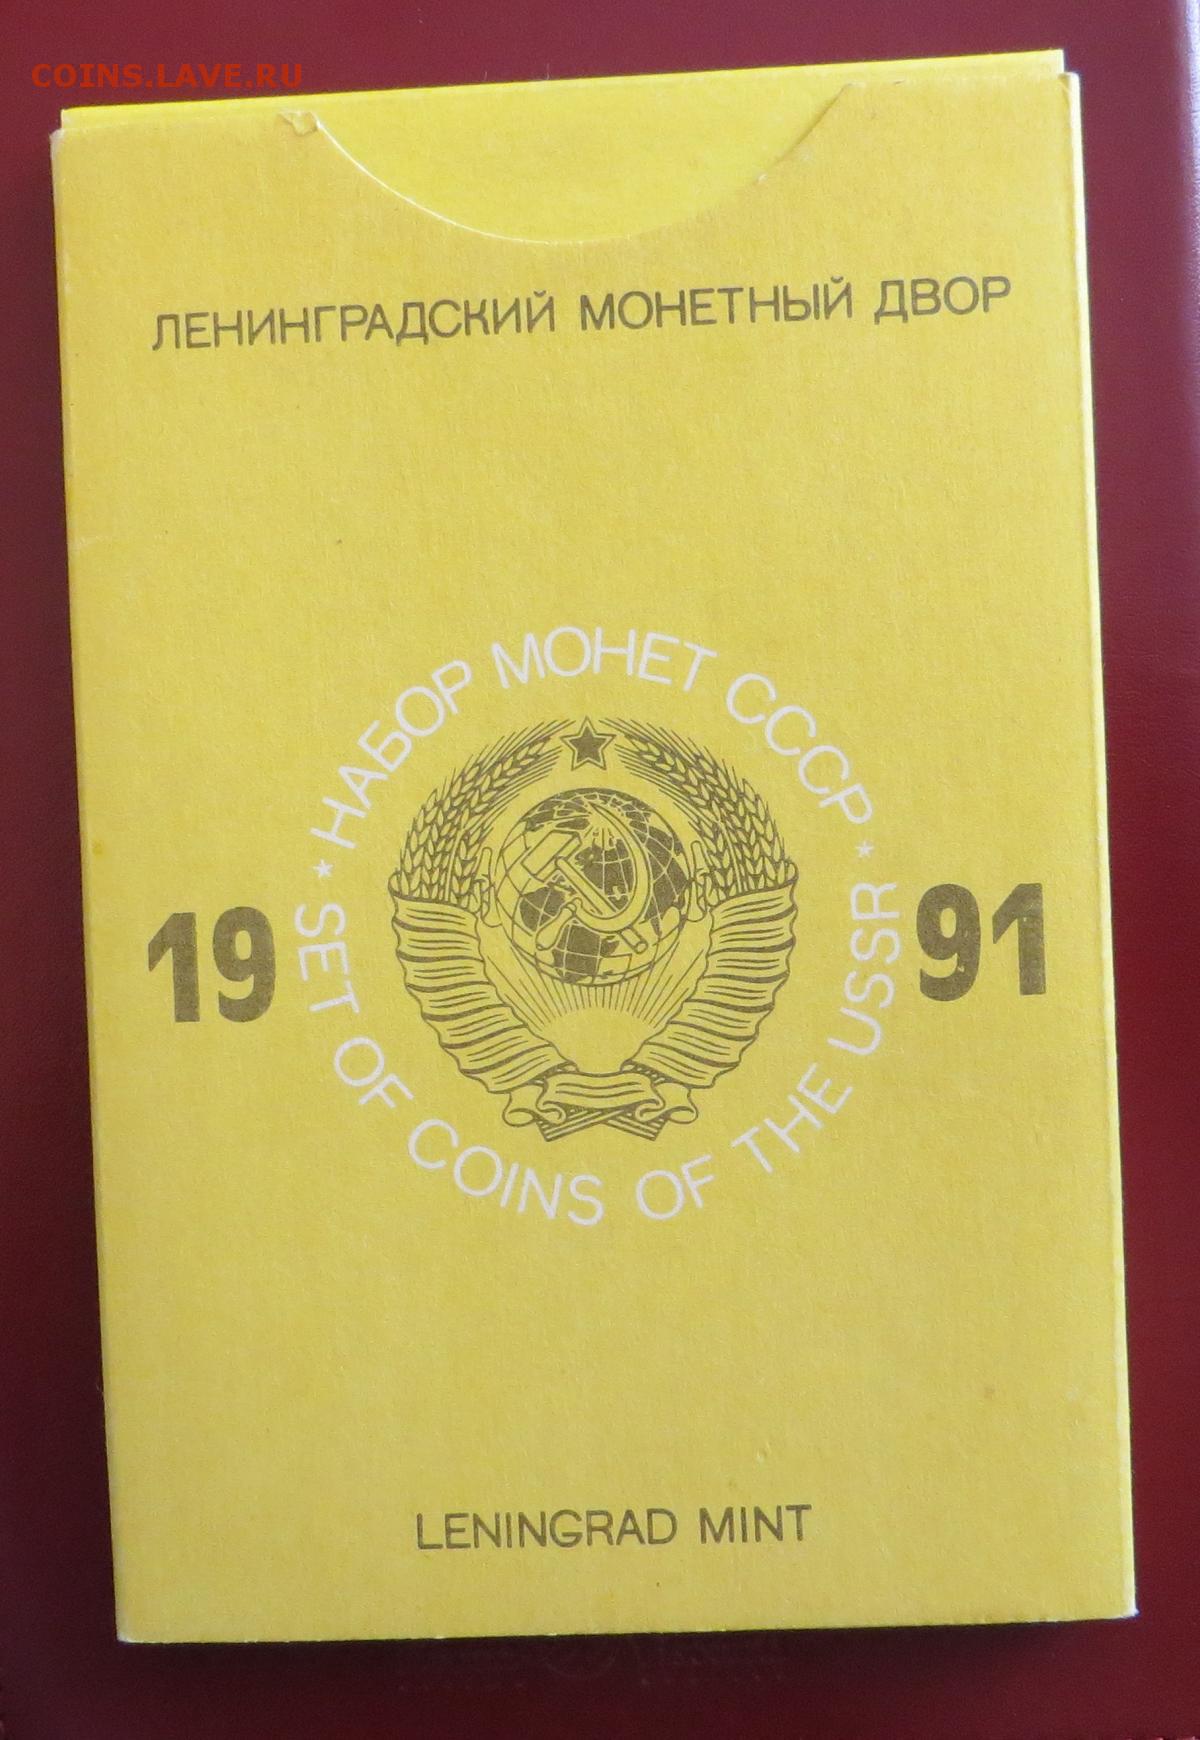 COINS.LAVE.RU
ЛЕНИНГРАДСКИЙ МОНЕТНЫЙ ДВОР
* НАБОР МОНЕТ СССР *
19
91
SET OF COINS OF THE USSR
LENINGRAD MINT